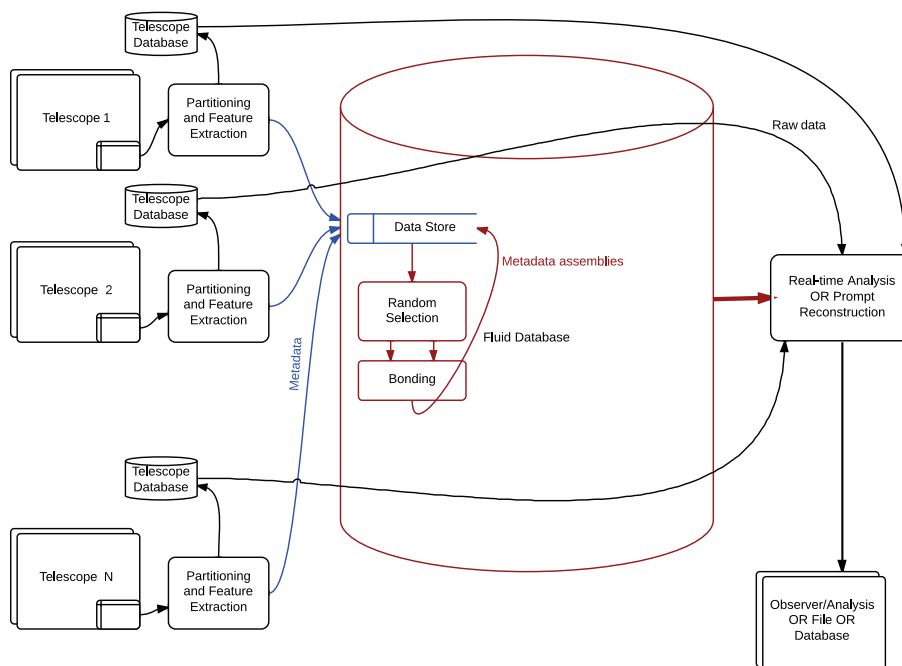 Telescope
Database
Telescope 1
Partitioning
and Feature
Extraction
Raw data
Telescope
Database
Data Store
Telescope 2
Partitioning
and Feature
Extraction
Metadata assemblies
Random
Selection
Fluid Database
Real-time Analysis
OR Prompt
Reconstruction
Metadata
Bonding
Telescope
Database
Telescope N
Partitioning
and Feature
Extraction
Observer/Analysis
OR File OR
Database